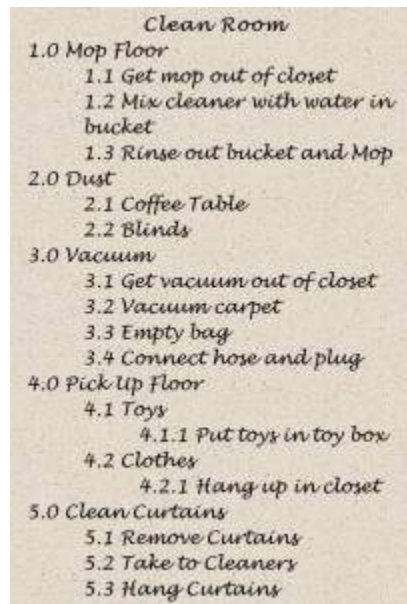 Clean Room
1.0 Mop Floor
1.1 Get mop out of closet
1.2 Mix cleaner with water in
bucket
1.3 Rinse out bucket and Mop
2.0 Dust
2.1 Coffee Table
2.2 Blinds
3.0 Vacuum
3.1 Get vacuum out of closet
3.2 Vacuum carpet
3.3 Empty bag
3.4 Connect hose and plug
4.0 Pick Up Floor
4.1 Toys
4.1.1 Put toys in toy box
4.2 Clothes
4.2.1 Hang up in closet
5.0 Clean Curtains
5.1 Remove Curtains
5.2 Take to Cleaners
5.3 Hang Curtains